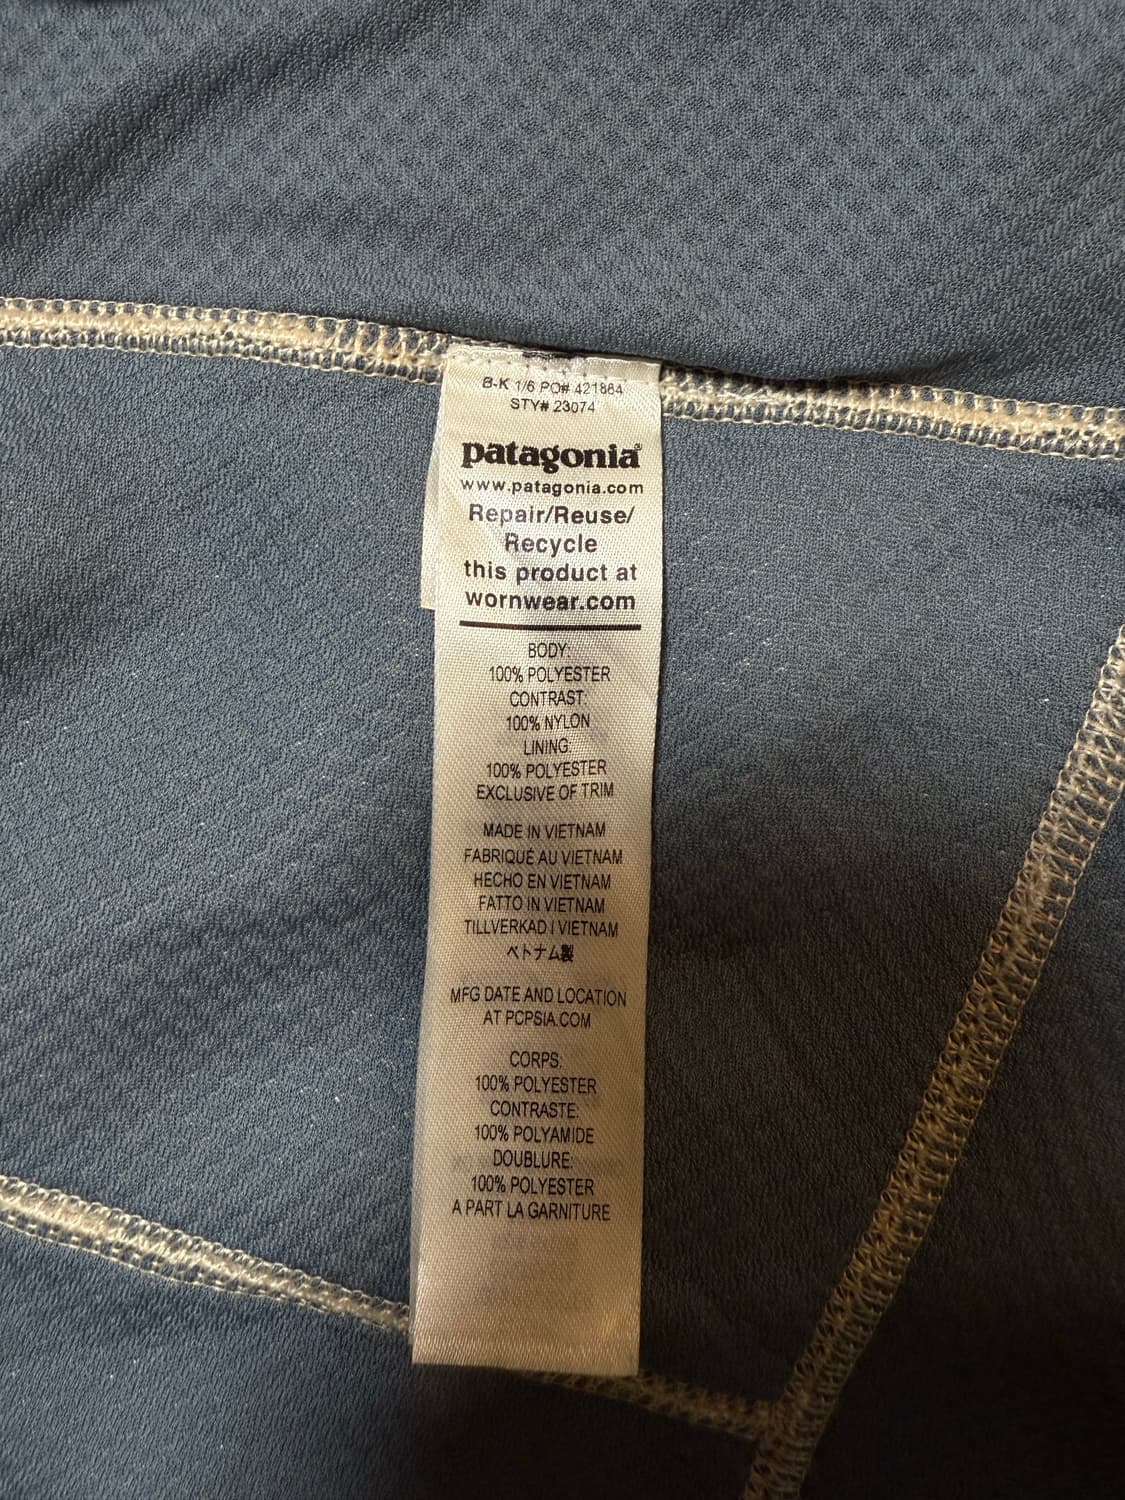 B-K 1/6 PO# 421884
STY# 23074
patagonia®
www.patagonia.com
Repair/Reuse/
Recycle
this product at
wornwear.com
BODY:
100% POLYESTER
CONTRAST:
100% NYLON
LINING:
100% POLYESTER
EXCLUSIVE OF TRIM
MADE IN VIETNAM
FABRIQUÉ AU VIETNAM
HECHO EN VIETNAM
FATTO IN VIETNAM
TILLVERKAD I VIETNAM
ベトナム製
MFG DATE AND LOCATION
AT PCPSIA.COM
CORPS:
100% POLYESTER
CONTRASTE:
100% POLYAMIDE
DOUBLURE:
100% POLYESTER
A PART LA GARNITURE